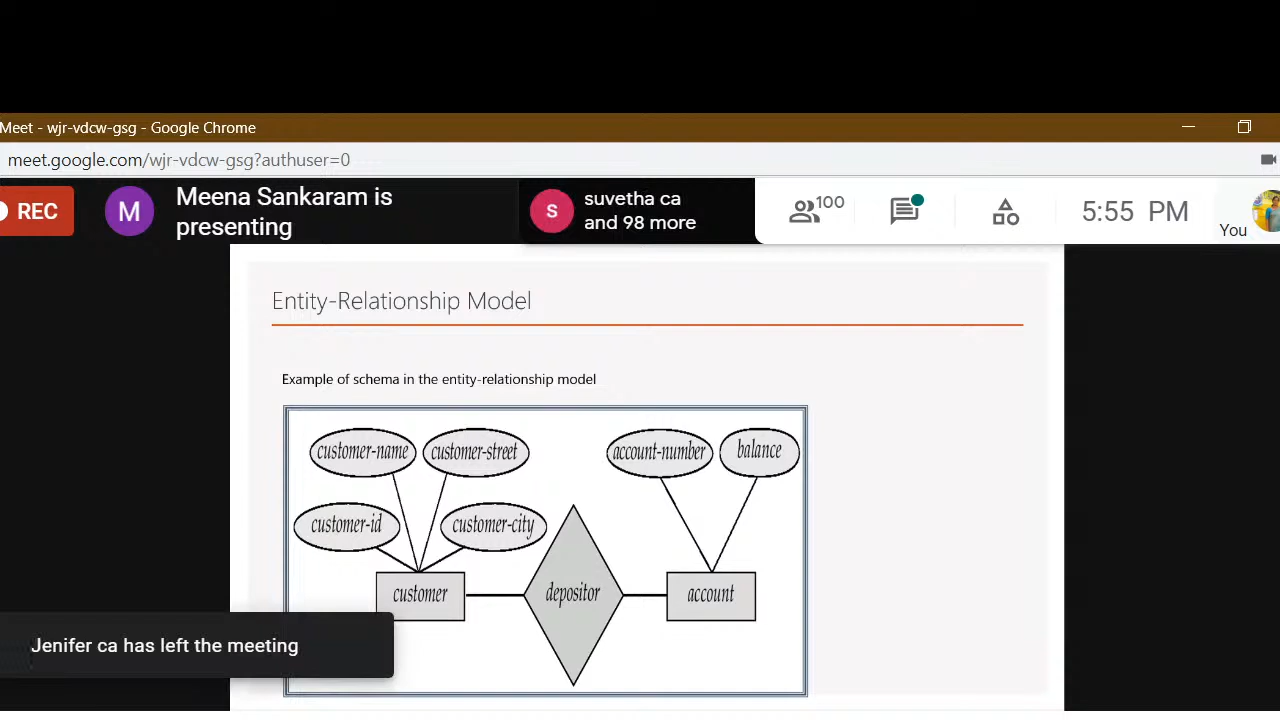 Meet - wjr-vdcw-gsg - Google Chrome
meet.google.com/wjr-vdcw-gsg?authuser=0
REC
M
Meena Sankaram is
presenting
S
suvetha ca
and 98 more
100
5:55 PM
You
Entity-Relationship Model
Example of schema in the entity-relationship model
customer-name
customer-street
account-number
balance
customer-id
customer-city
customer
depositor
account
Jenifer ca has left the meeting